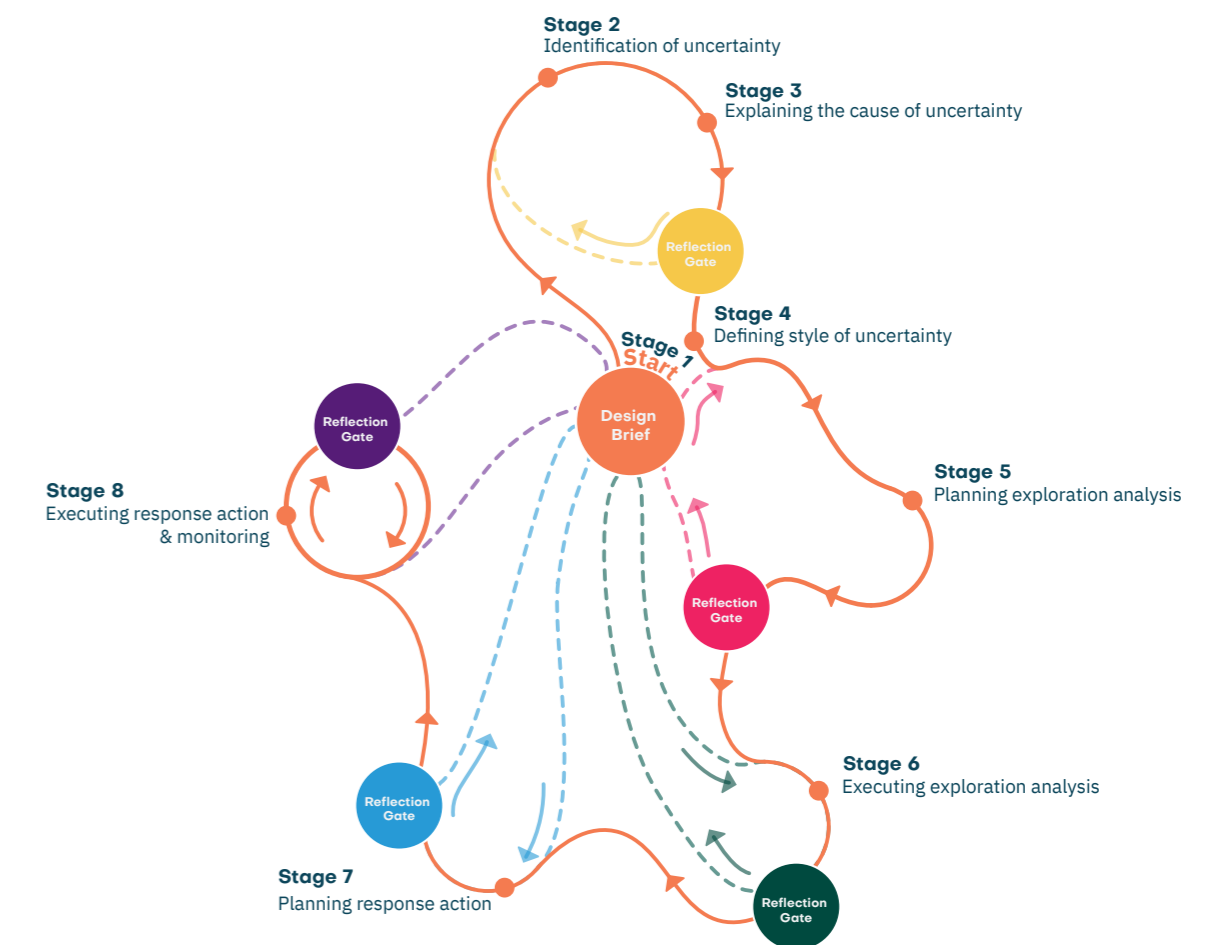 Stage 2
Identification of uncertainty
Stage 3
Explaining the cause of uncertainty
Reflection
Gate
Stage 4
Defining style of uncertainty
Stage 1
Start
Design
Brief
Reflection
Gate
Stage 5
Planning exploration analysis
Stage 8
Executing response action
& monitoring
Reflection
Gate
Stage 6
Executing exploration analysis
Reflection
Gate
Stage 7
Planning response action
Reflection
Gate